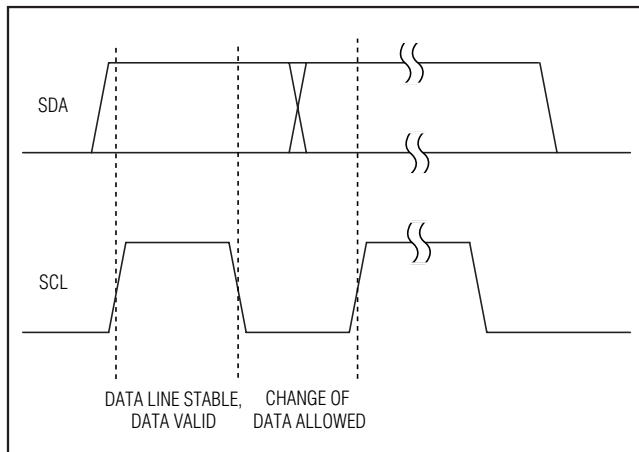 SDA
SCL
DATA LINE STABLE,
DATA VALID
CHANGE OF
DATA ALLOWED